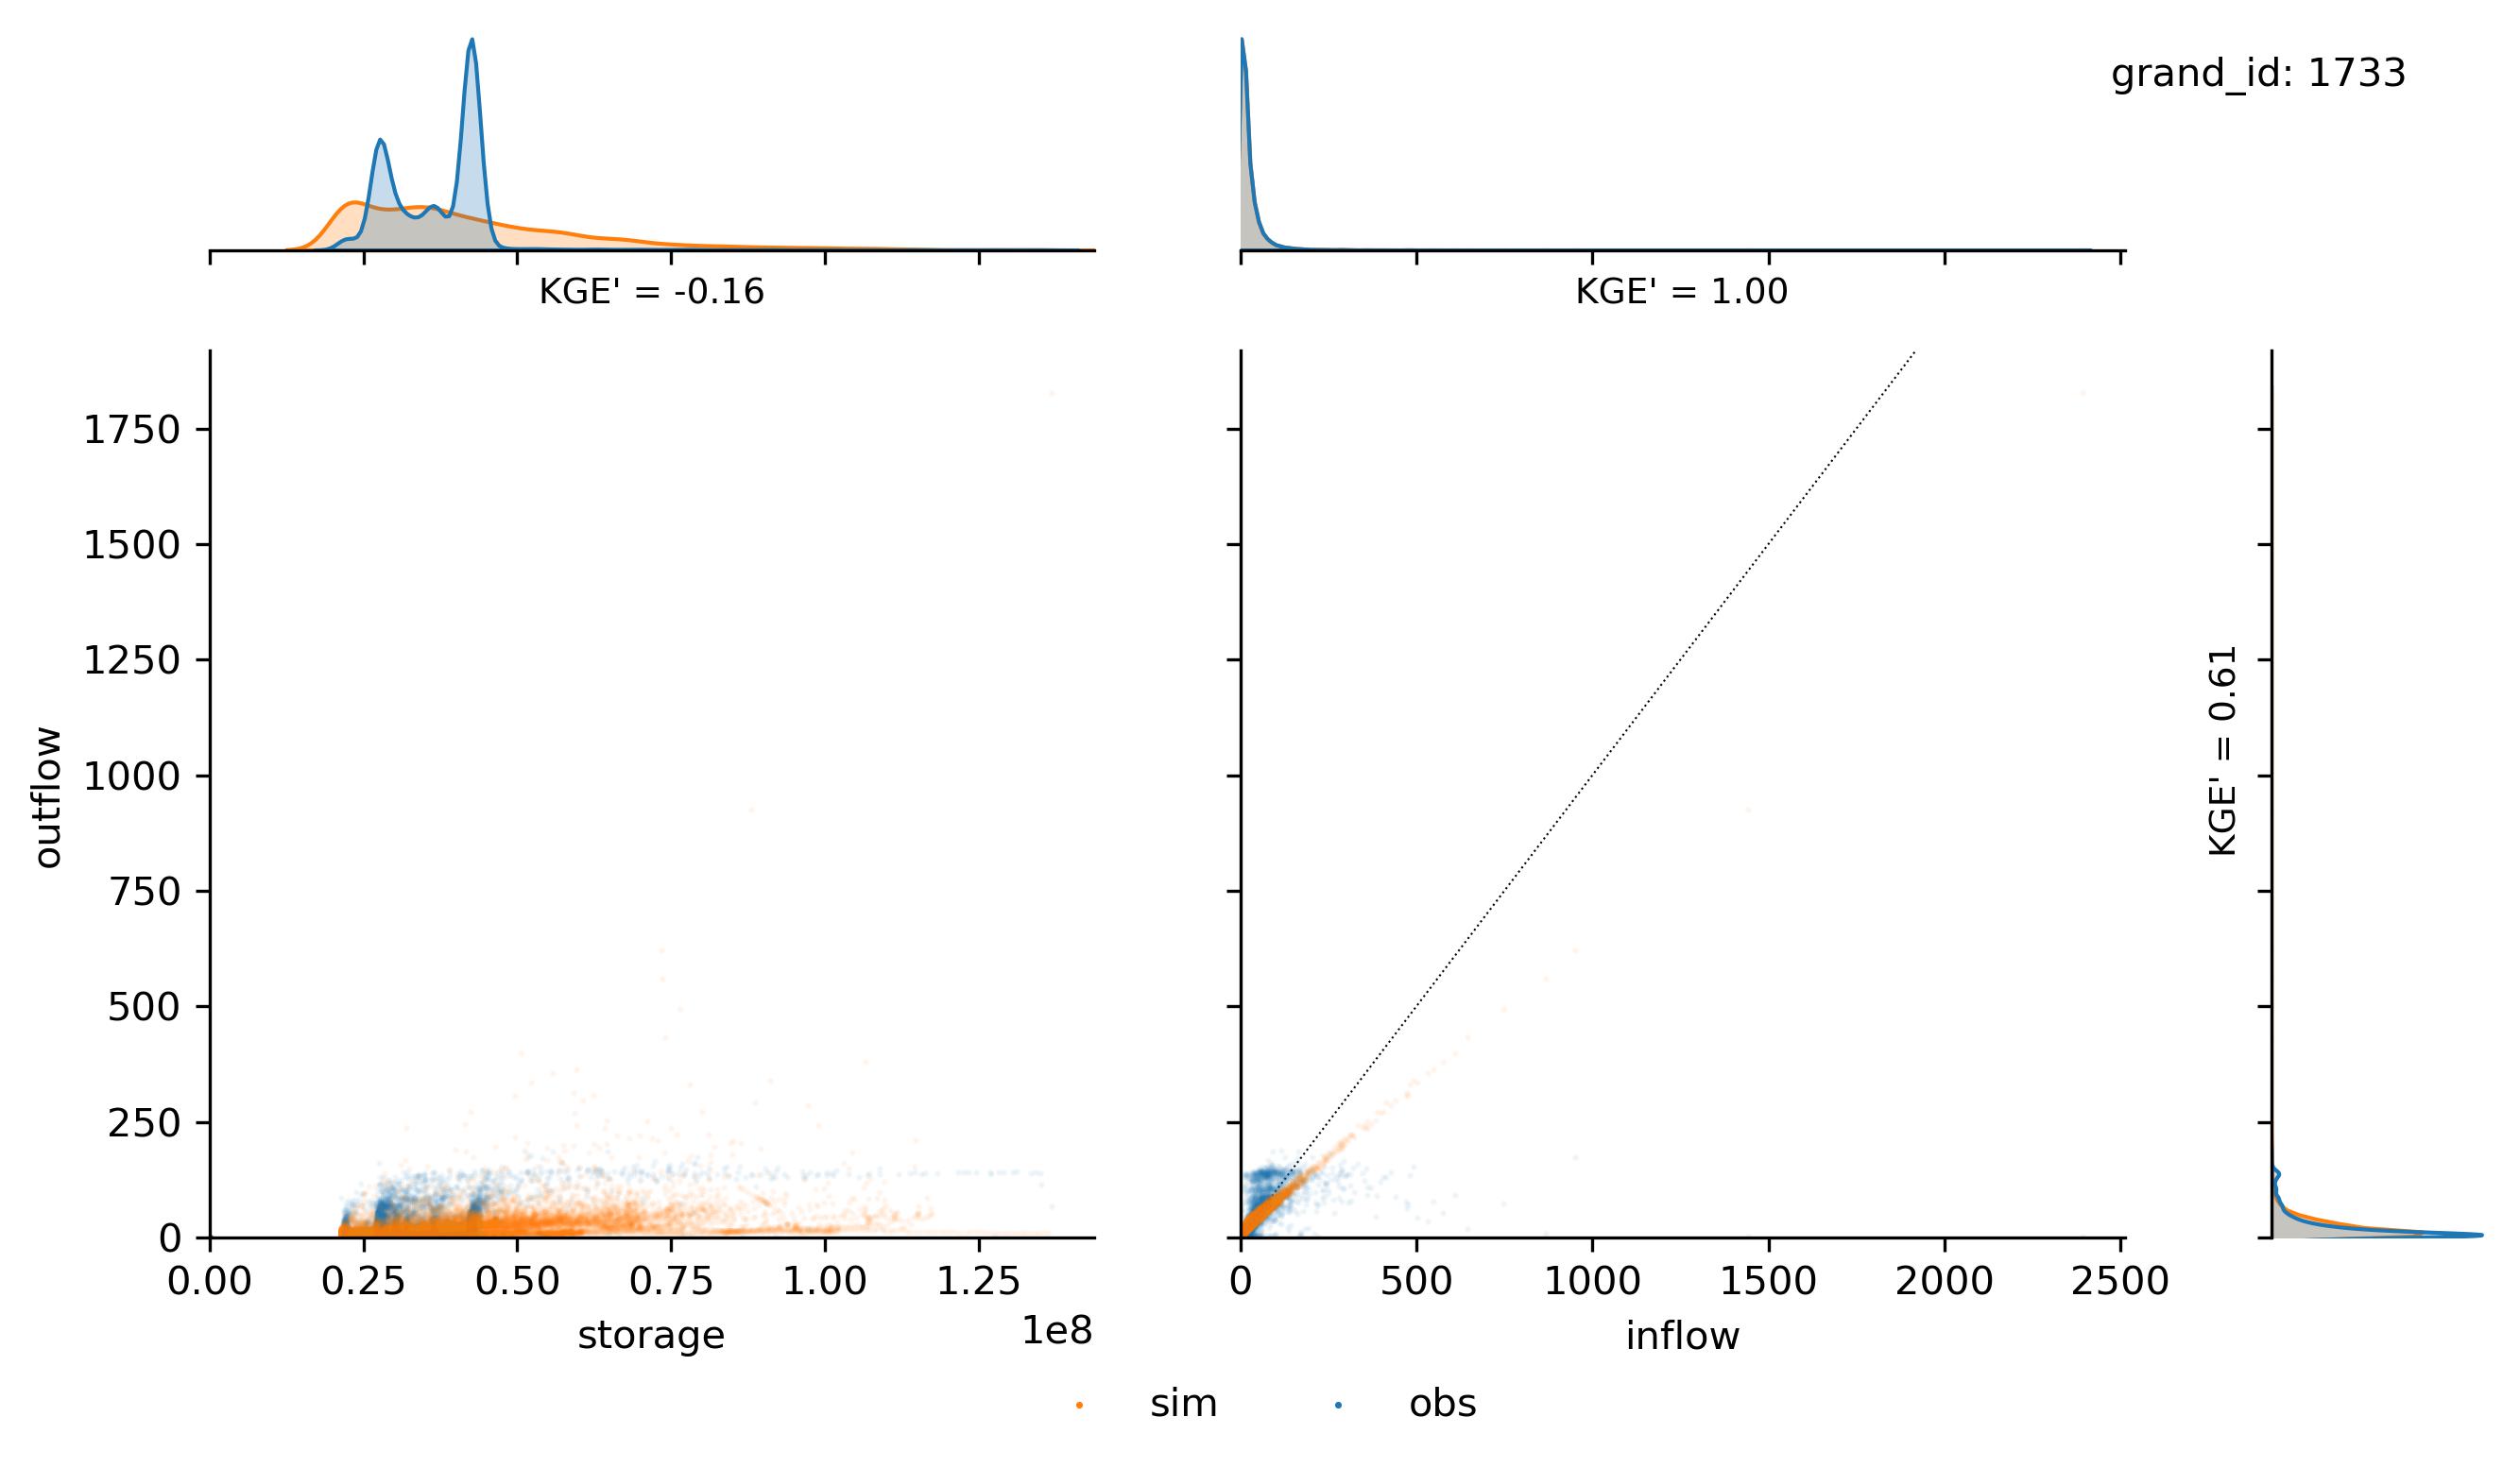 grand_id: 1733
KGE' = -0.16
KGE' = 1.00
1750
1500
1250
1000
750
500
250
0
outflow
KGE' = 0.61
0.00 0.25 0.50 0.75 1.00 1.25
1e8
storage
0 500 1000 1500 2000 2500
inflow
sim obs